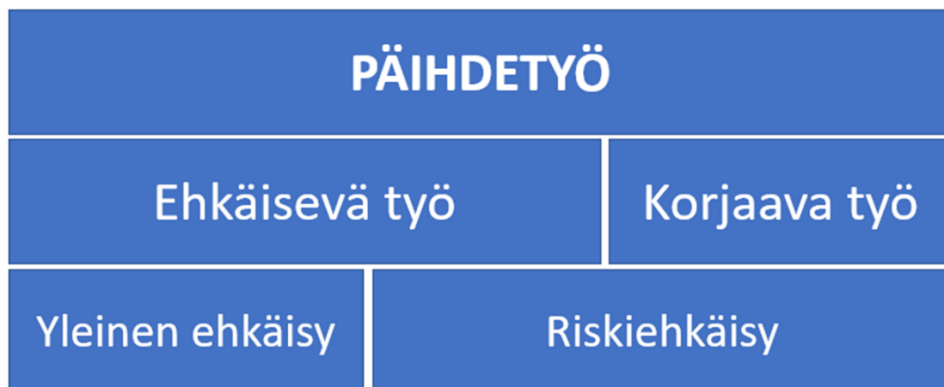 PÄIHDETYÖ
Ehkäisevä työ
Korjaava työ
Yleinen ehkäisy
Riskiehkäisy